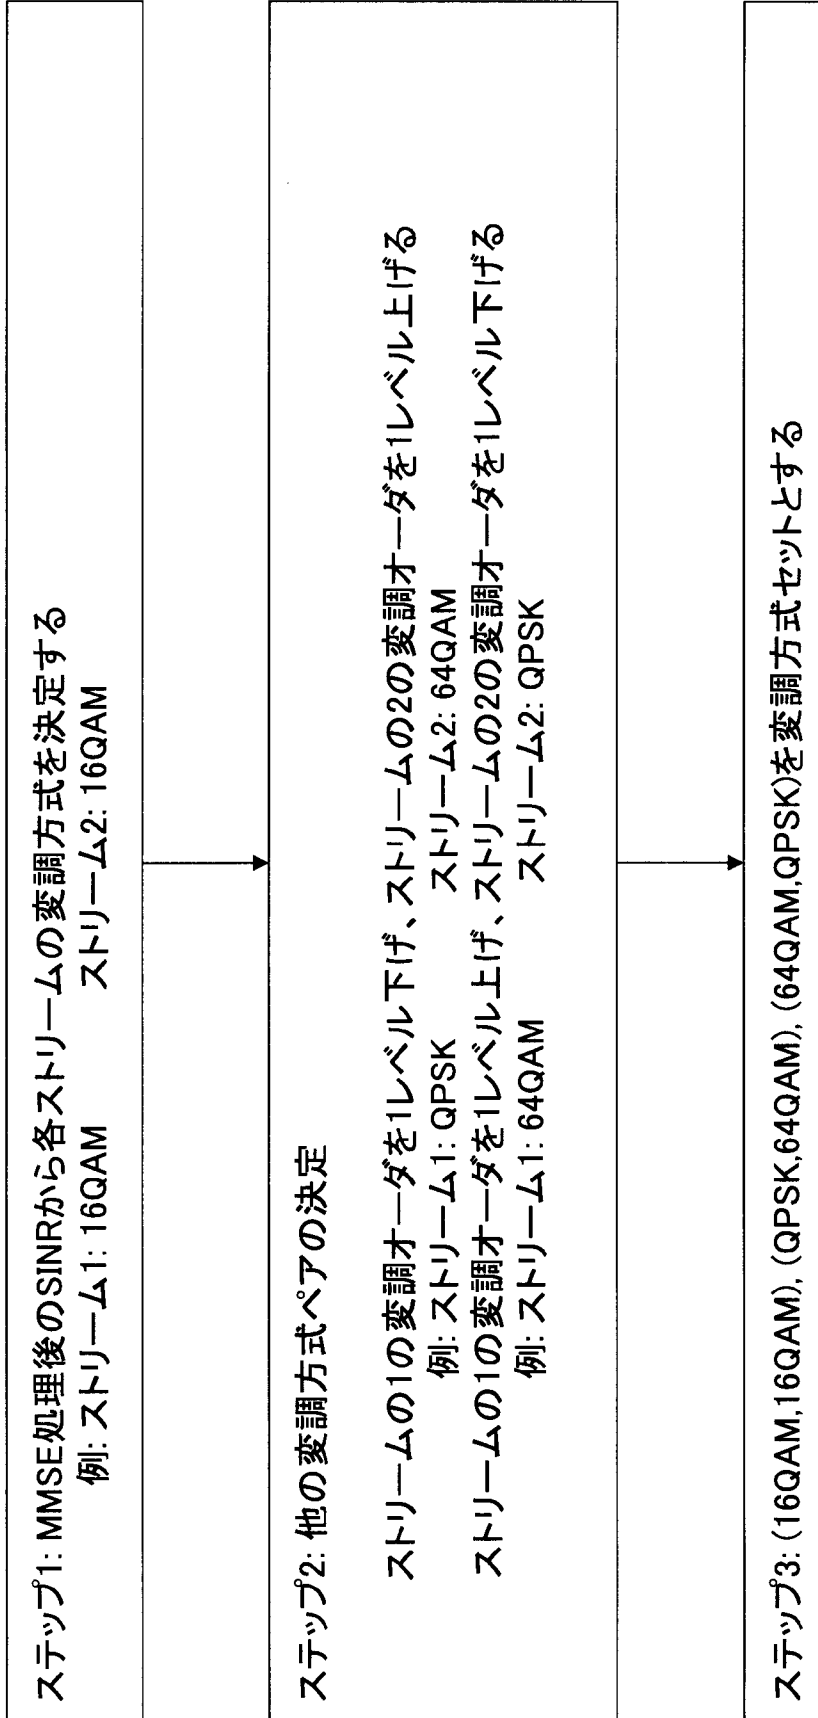 ステップ1: MMSE処理後のSINRから各ストリームの変調方式を決定する
例: ストリーム1: 16QAM ストリーム2: 16QAM
ステップ2: 他の変調方式ペアの決定
ストリームの1の変調オーダを1レベル下げ、ストリームの2の変調オーダを1レベル上げる
例: ストリーム1: QPSK ストリーム2: 64QAM
ストリームの1の変調オーダを1レベル上げ、ストリームの2の変調オーダを1レベル下げる
例: ストリーム1: 64QAM ストリーム2: QPSK
ステップ3: (16QAM,16QAM), (QPSK,64QAM), (64QAM,QPSK)を変調方式セットとする